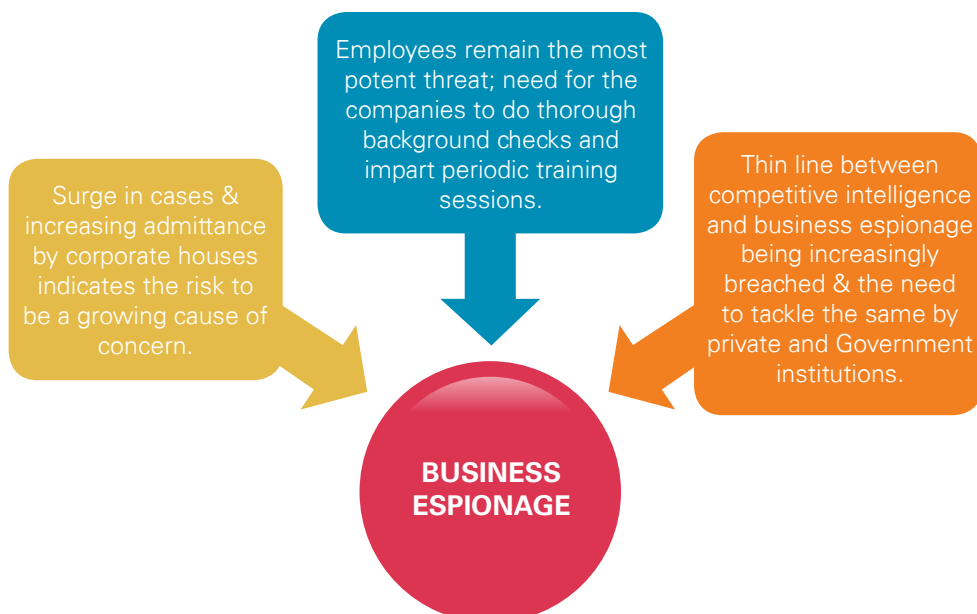 Employees remain the most
potent threat; need for the
companies to do thorough
background checks and
impart periodic training
sessions.
Surge in cases &
increasing admittance
by corporate houses
indicates the risk to
be a growing cause of
concern.
Thin line between
competitive intelligence
and business espionage
being increasingly
breached & the need
to tackle the same by
private and Government
institutions.
BUSINESS
ESPIONAGE